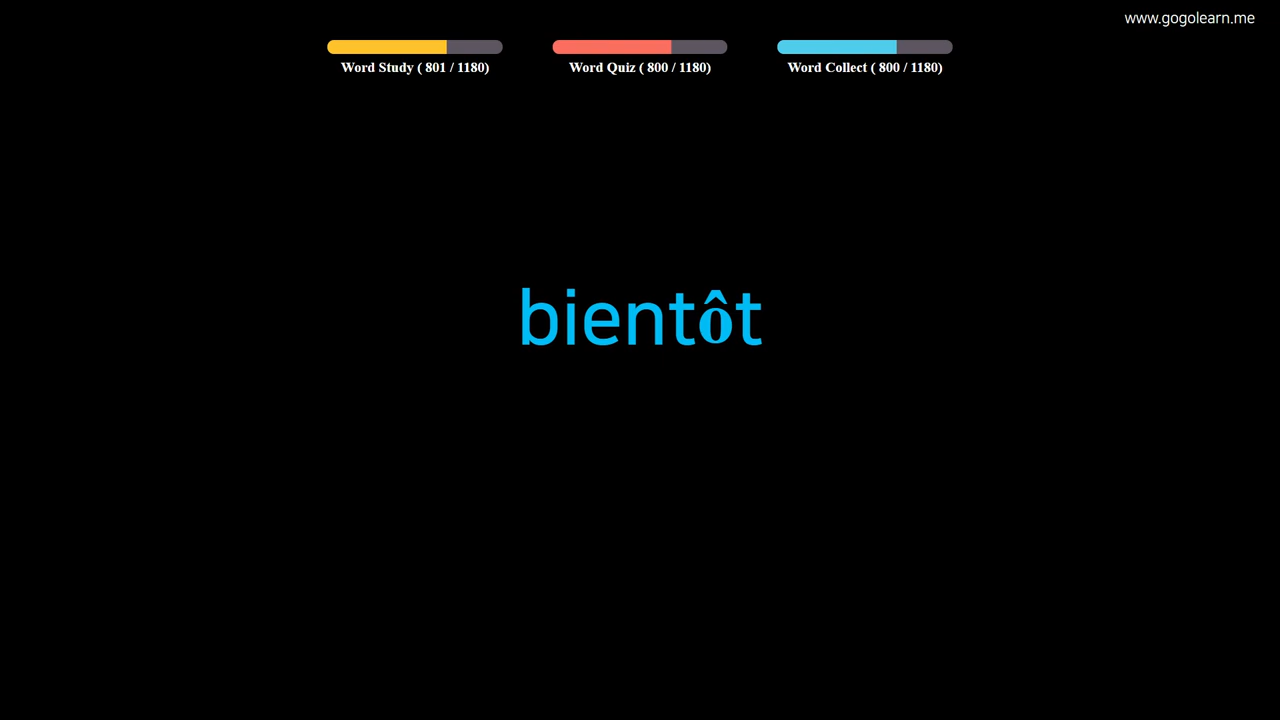 www.gogolearn.me
Word Study ( 801 / 1180)
Word Quiz ( 800 / 1180)
Word Collect ( 800 / 1180)
bientôt